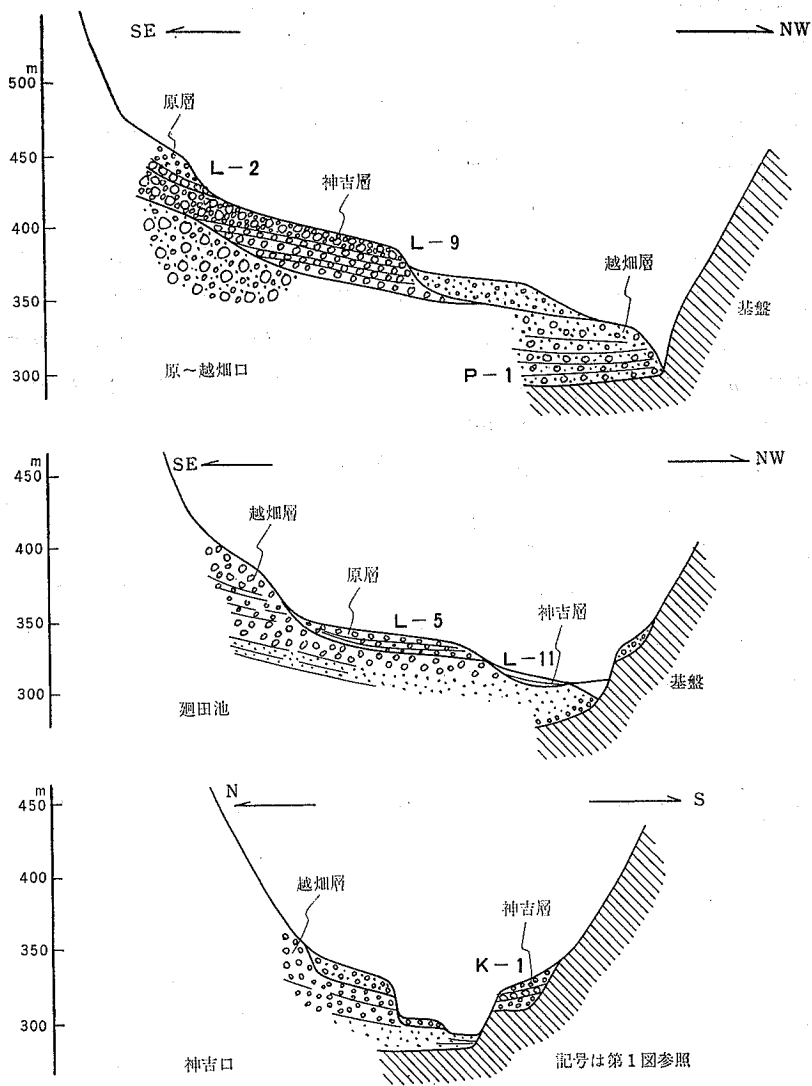 SE NW
m
500
原層
450
L-2
神吉層
400
L-9
越畑層
350
基盤
P-1
300
原~越畑口
m
450
SE NW
越畑層
400
原層
350
L-5
神吉層
L-11
300
基盤
廻田池
m
450
N S
400
越畑層
神吉層
350
K-1
300
神吉口
記号は第1図参照